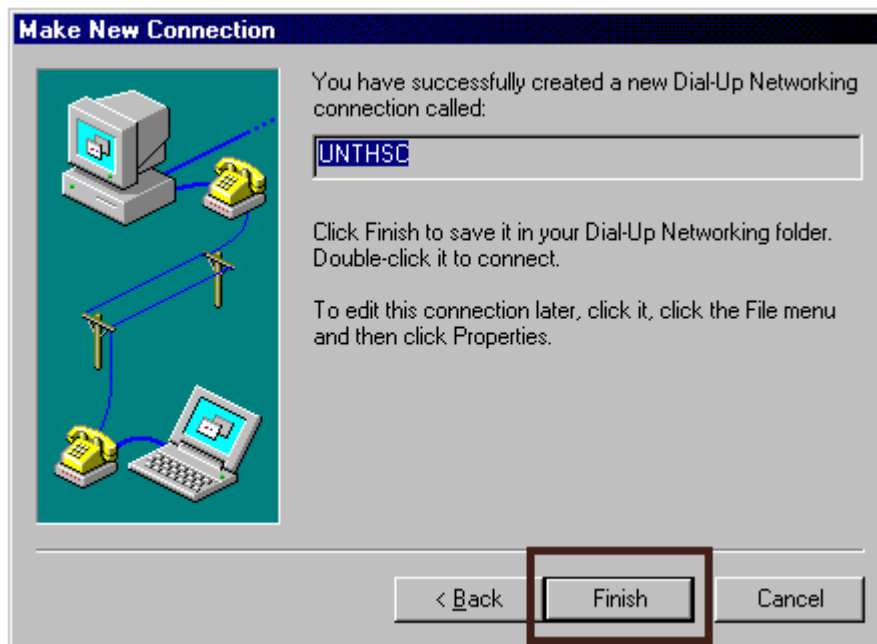 Make New Connection
You have successfully created a new Dial-Up Networking
connection called:
UNTHSC
Click Finish to save it in your Dial-Up Networking folder.
Double-click it to connect.
To edit this connection later, click it, click the File menu
and then click Properties.
< Back
Finish
Cancel